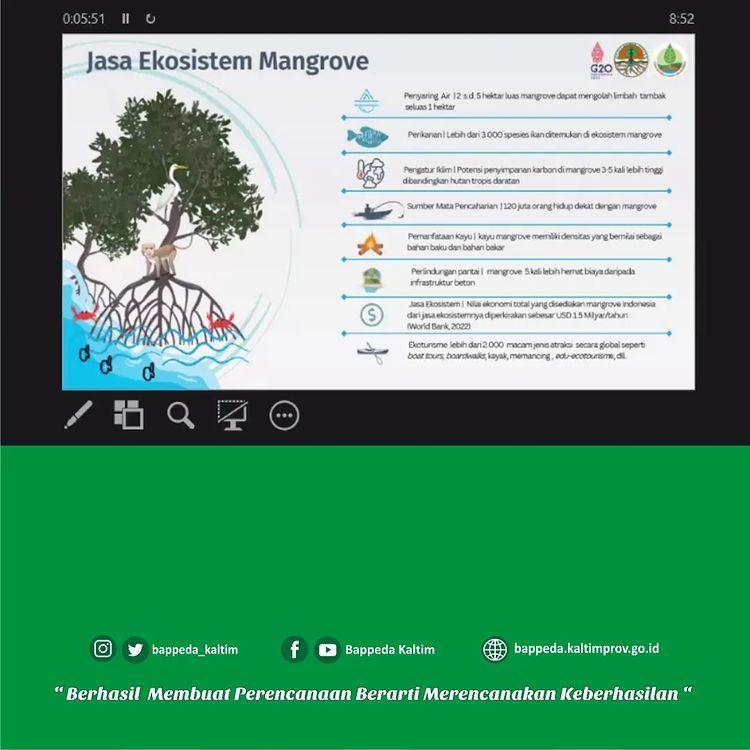 0:05:51
8:52
Jasa Ekosistem Mangrove
G20
Penyaring Air | 2 s.d. 5 hektar luas mangrove dapat mengolah limbah tambak
seluas 1 hektar
Perikanan | Lebih dari 3.000 spesies ikan ditemukan di ekosistem mangrove
Pengatur Iklim | Potensi penyimpanan karbon di mangrove 3-5 kali lebih tinggi
dibandingkan hutan tropis daratan
Sumber Mata Pencaharian | 120 juta orang hidup dekat dengan mangrove
Pemanfataan Kayu | kayu mangrove memiliki densitas yang bernilai sebagai
bahan baku dan bahan bakar
Perlindungan pantai | mangrove 5 kali lebih hemat biaya daripada
infrastruktur beton
Jasa Ekosistem | Nilai ekonomi total yang disediakan mangrove Indonesia
dari jasa ekosistemnya diperkirakan sebesar USD 1.5 Milyar/tahun
(World Bank, 2022)
Ekoturisme lebih dari 2.000 macam jenis atraksi secara global seperti
boat tours, boardwalks, kayak, memancing , edu-ecotourisme, dll.
bappeda_kaltim
Bappeda Kaltim
bappeda.kaltimprov.go.id
“ Berhasil Membuat Perencanaan Berarti Merencanakan Keberhasilan “